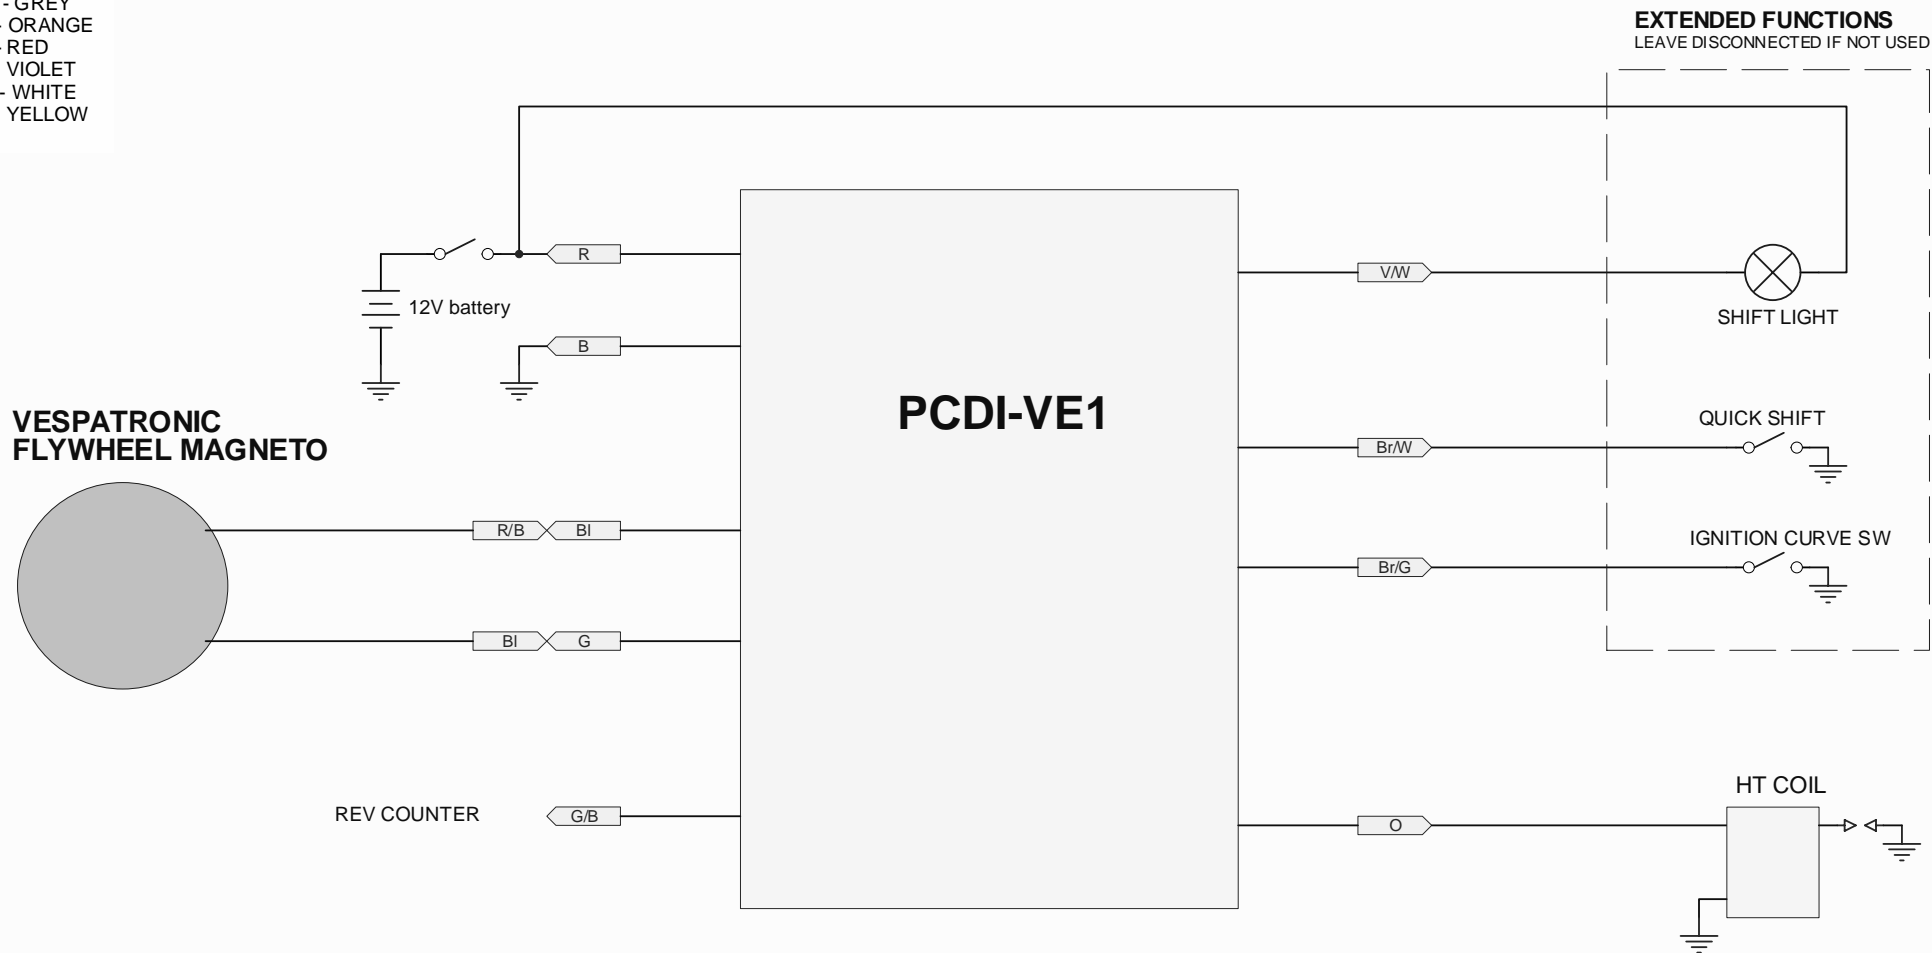 - GREY
- ORANGE
- RED
VIOLET
- WHITE
YELLOW
EXTENDED FUNCTIONS
LEAVE DISCONNECTED IF NOT USED
R
12V battery
B
V/W
SHIFT LIGHT
PCDI-VE1
VESPATRONIC
FLYWHEEL MAGNETO
QUICK SHIFT
Br/W
R/B Bl
IGNITION CURVE SW
Br/G
Bl G
REV COUNTER G/B
HT COIL
O